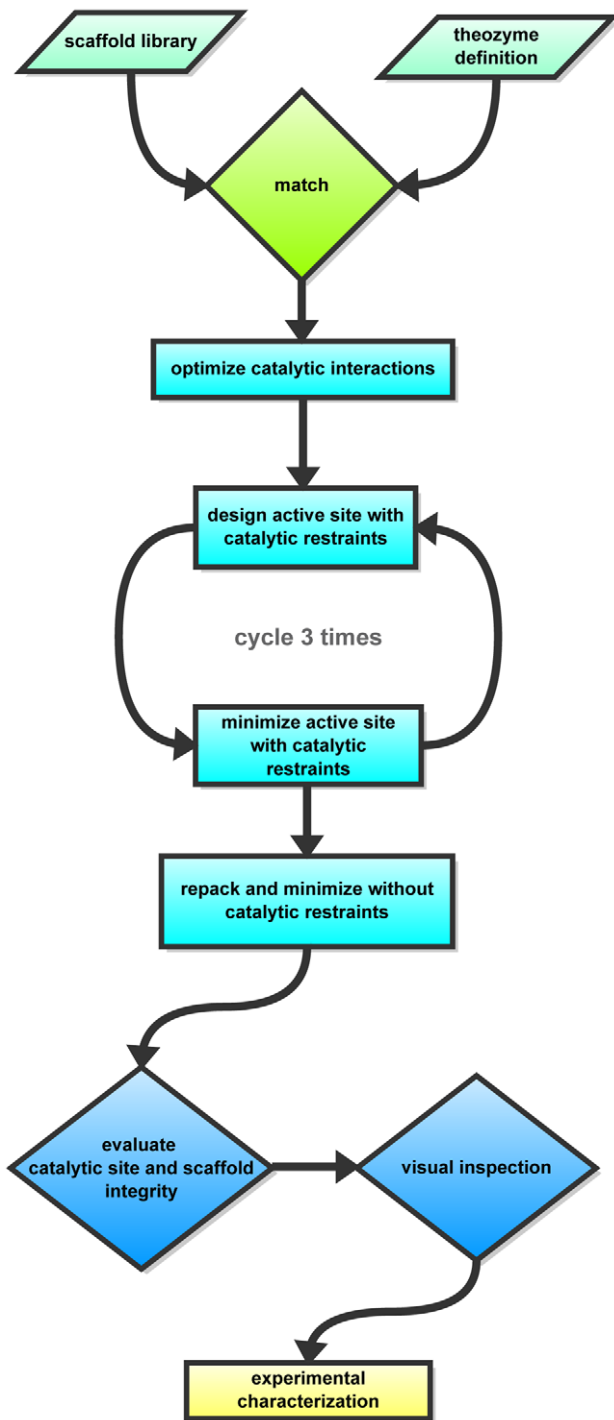 scaffold library
theozyme
definition
match
optimize catalytic interactions
design active site with
catalytic restraints
cycle 3 times
minimize active site
with catalytic
restraints
repack and minimize without
catalytic restraints
evaluate
catalytic site and scaffold
integrity
visual inspection
experimental
characterization